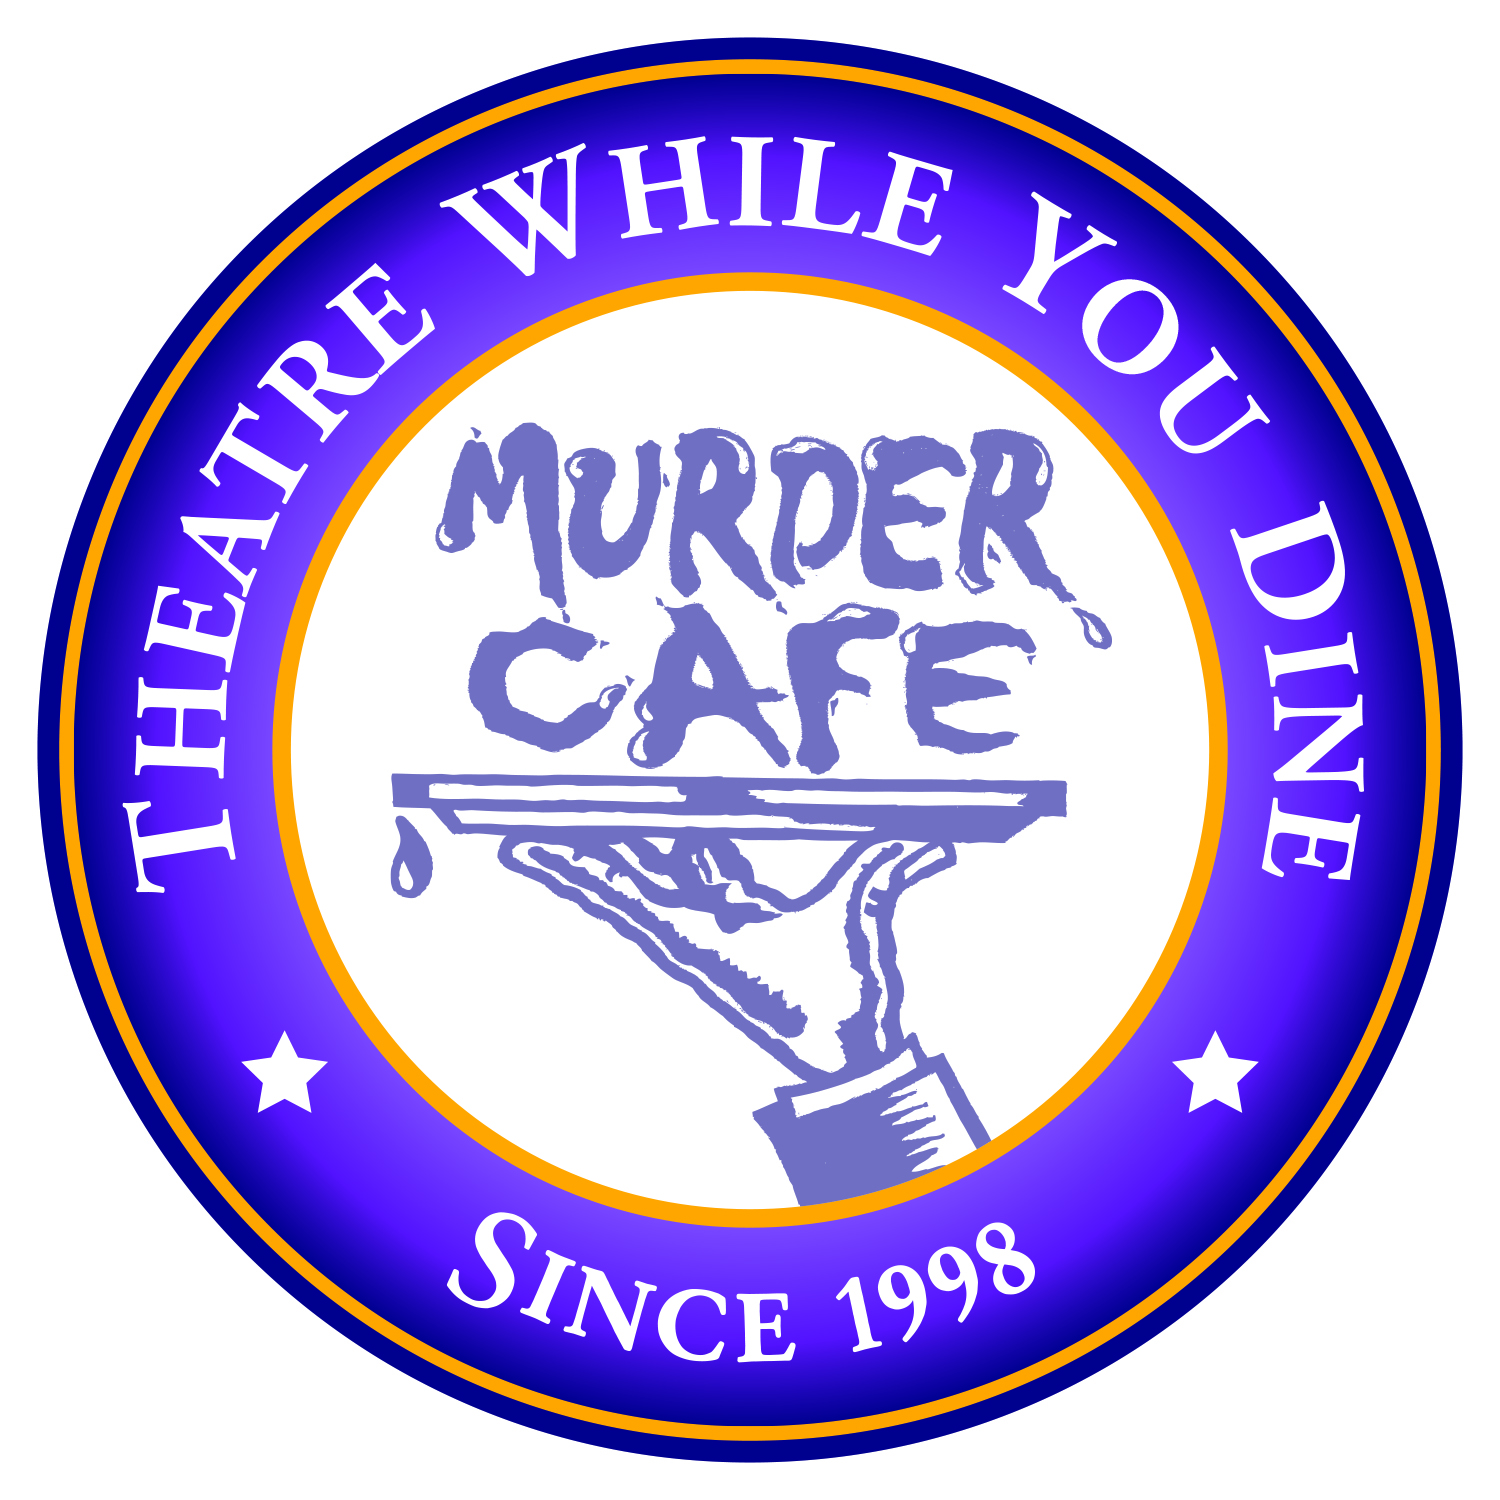 THEATRE WHILE YOU DINE
MURDER
CAFE
SINCE 1998